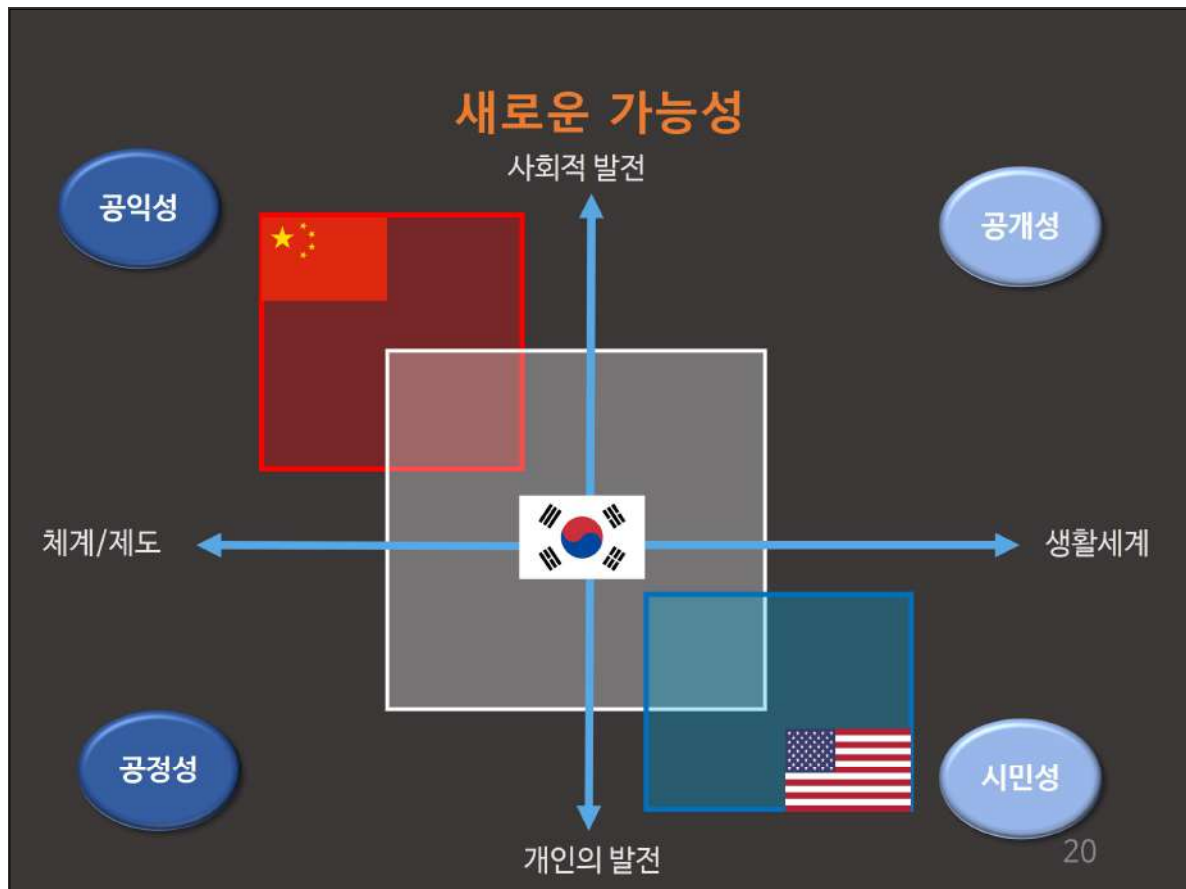 새로운 가능성
사회적 발전
공익성
공개성
체계/제도
생활세계
공정성
시민성
개인의 발전
20